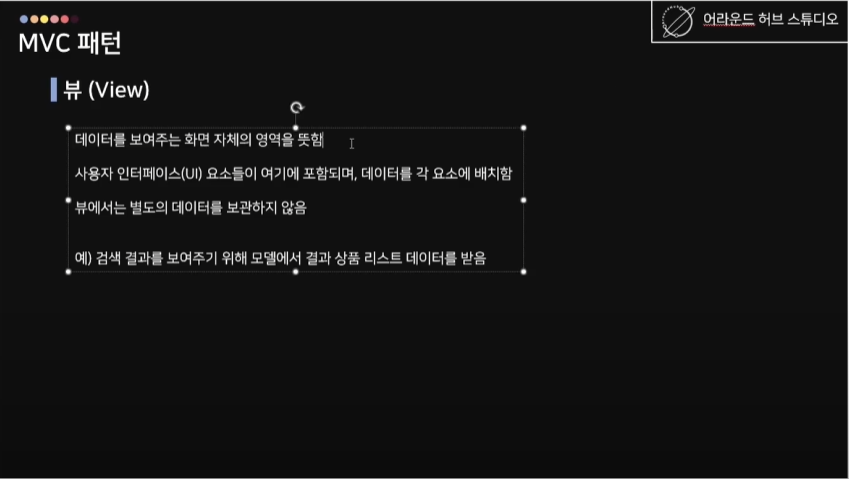 MVC 패턴
어라운드 허브 스튜디오
뷰 (View)
데이터를 보여주는 화면 자체의 영역을 뜻함
사용자 인터페이스(UI) 요소들이 여기에 포함되며, 데이터를 각 요소에 배치함
뷰에서는 별도의 데이터를 보관하지 않음
예) 검색 결과를 보여주기 위해 모델에서 결과 상품 리스트 데이터를 받음